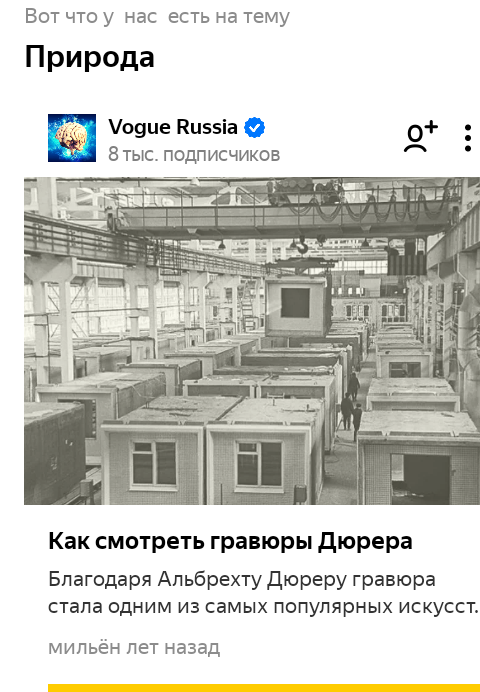 Вот что у нас есть на тему
Природа
Vogue Russia
8 тыс. подписчиков
Как смотреть гравюры Дюрера
Благодаря Альбрехту Дюреру гравюра
стала одним из самых популярных искусст.
мильён лет назад